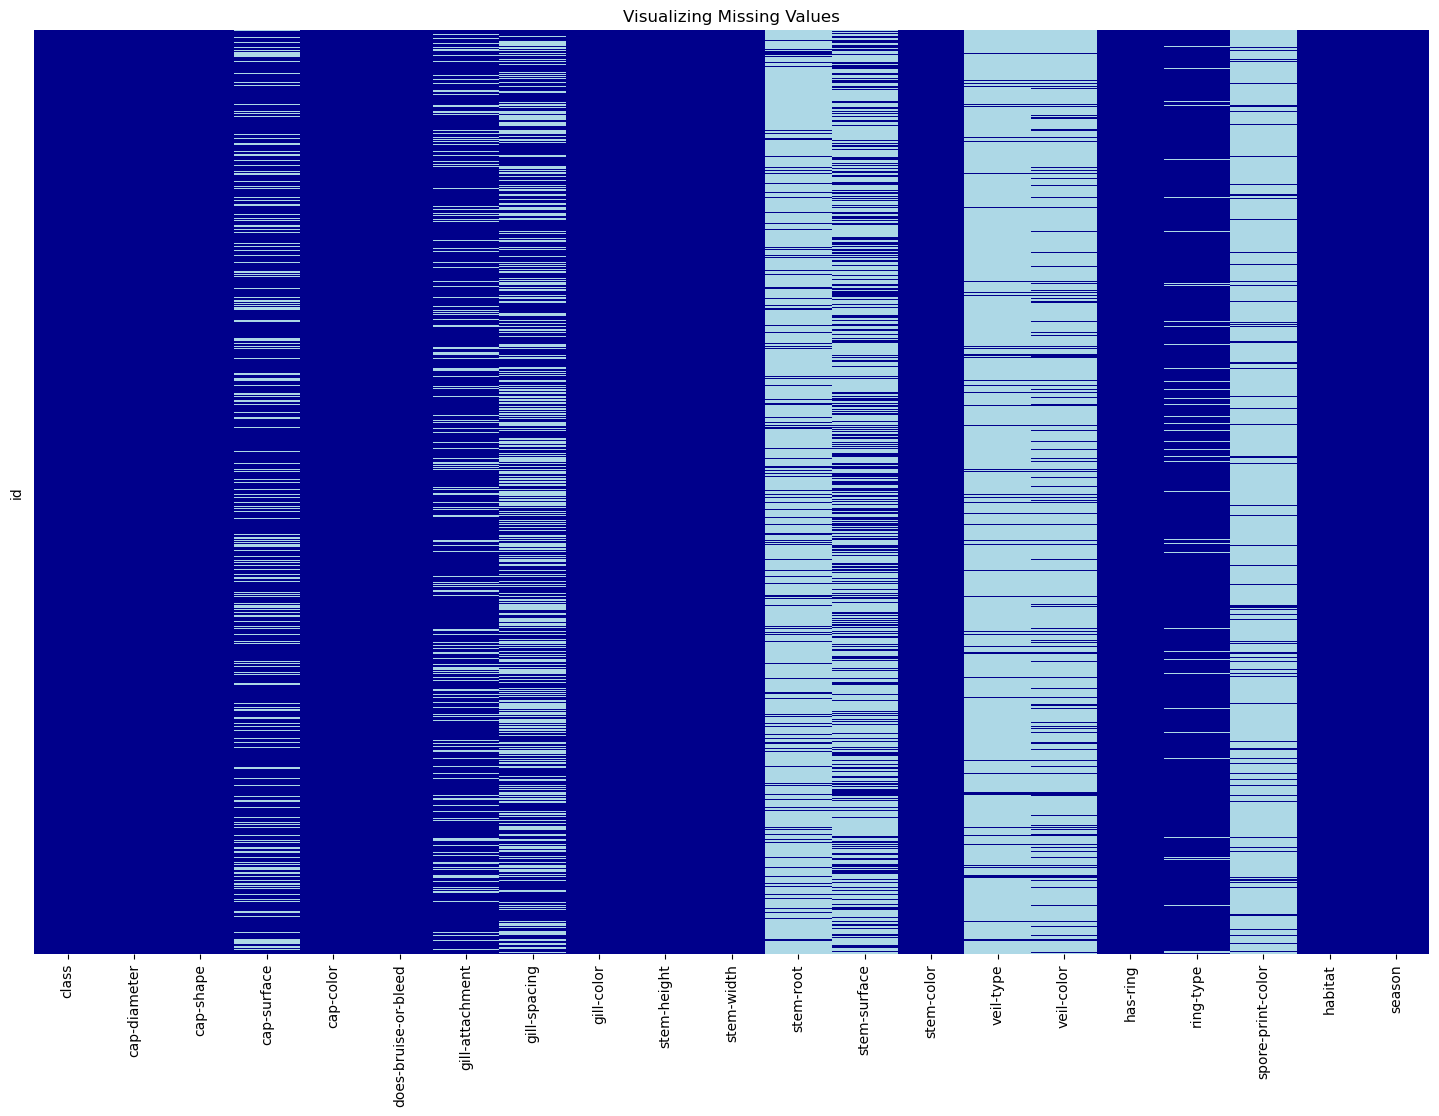 Visualizing Missing Values
id
class
cap-diameter
cap-shape
cap-surface
cap-color
does-bruise-or-bleed
gill-attachment
gill-spacing
gill-color
stem-height
stem-width
stem-root
stem-surface
stem-color
veil-type
veil-color
has-ring
ring-type
spore-print-color
habitat
season